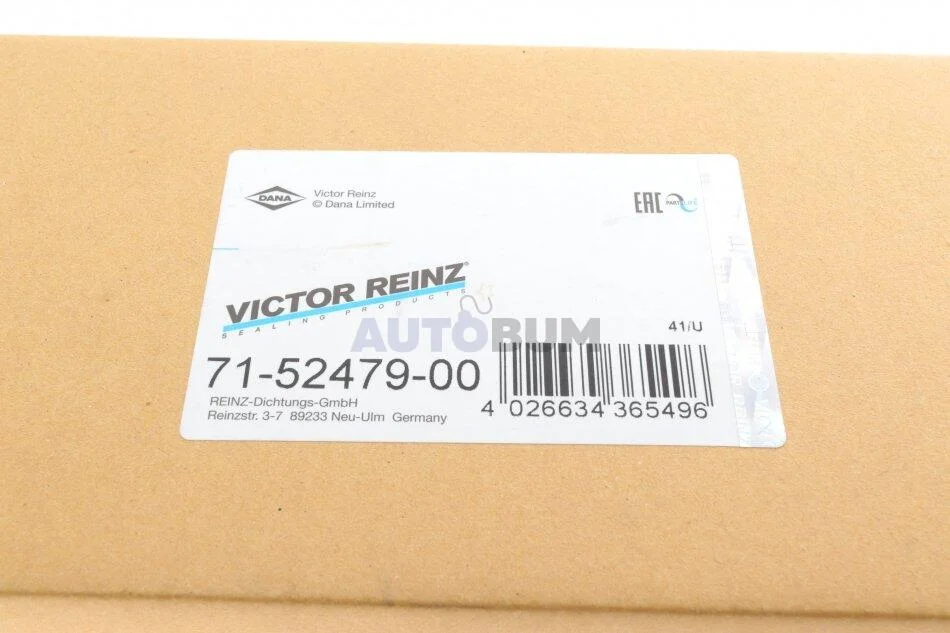 DANA
Victor Reinz
© Dana Limited
EAC
PARTSLIFE
VICTOR REINZ®
SEALING PRODUCTS
AUTOBUM
41/U
71-52479-00
REINZ-Dichtungs-GmbH
Reinzstr. 3-7 89233 Neu-Ulm Germany
4 026634 365496